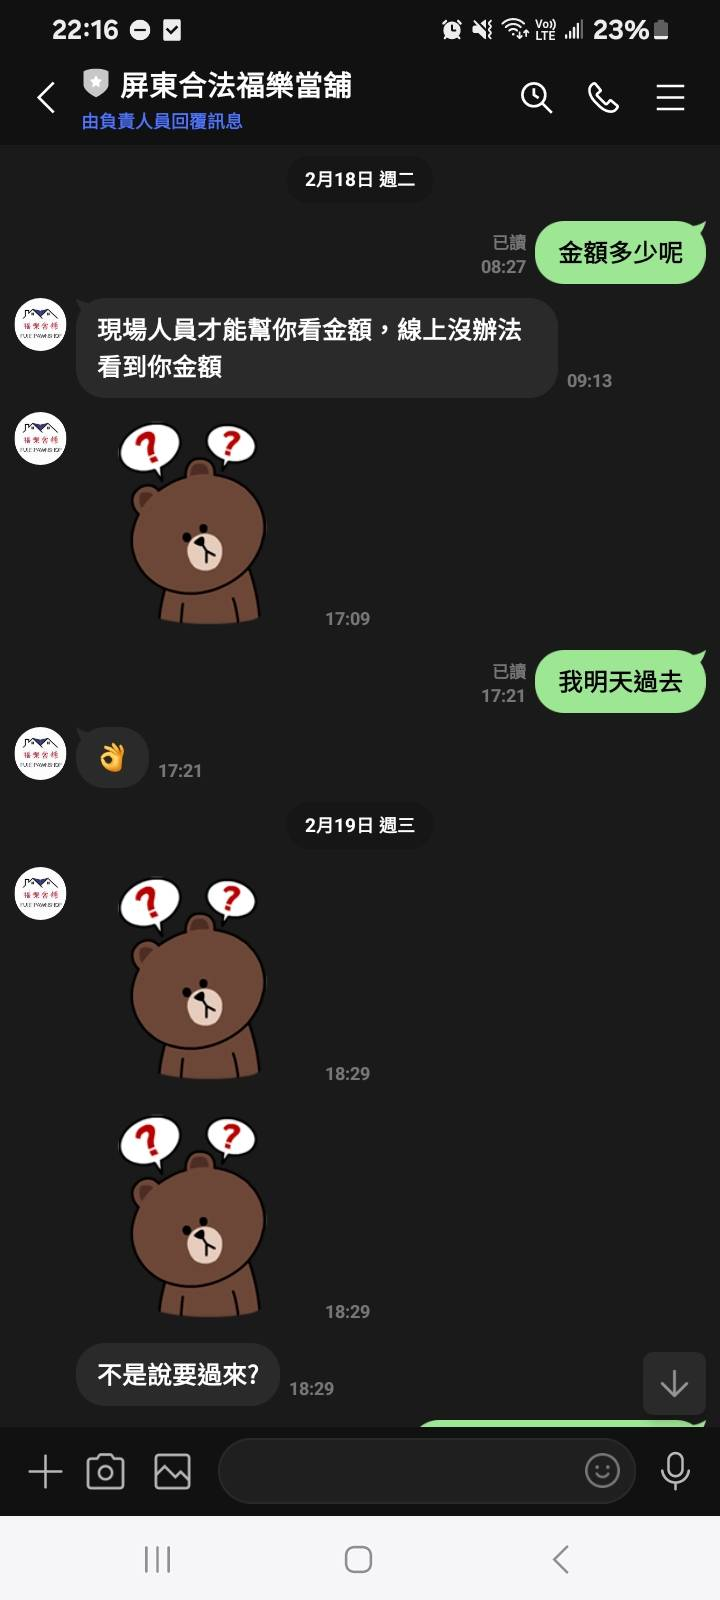 22:16
Vo))
LTE
23%
屏東合法福樂當舖
由負責人員回覆訊息
2月18日 週二
已讀
08:27
金額多少呢
現場人員才能幫你看金額，線上沒辦法
看到你金額
09:13
? ?
17:09
已讀
17:21
我明天過去
17:21
2月19日 週三
? ?
18:29
? ?
18:29
不是說要過來?
18:29